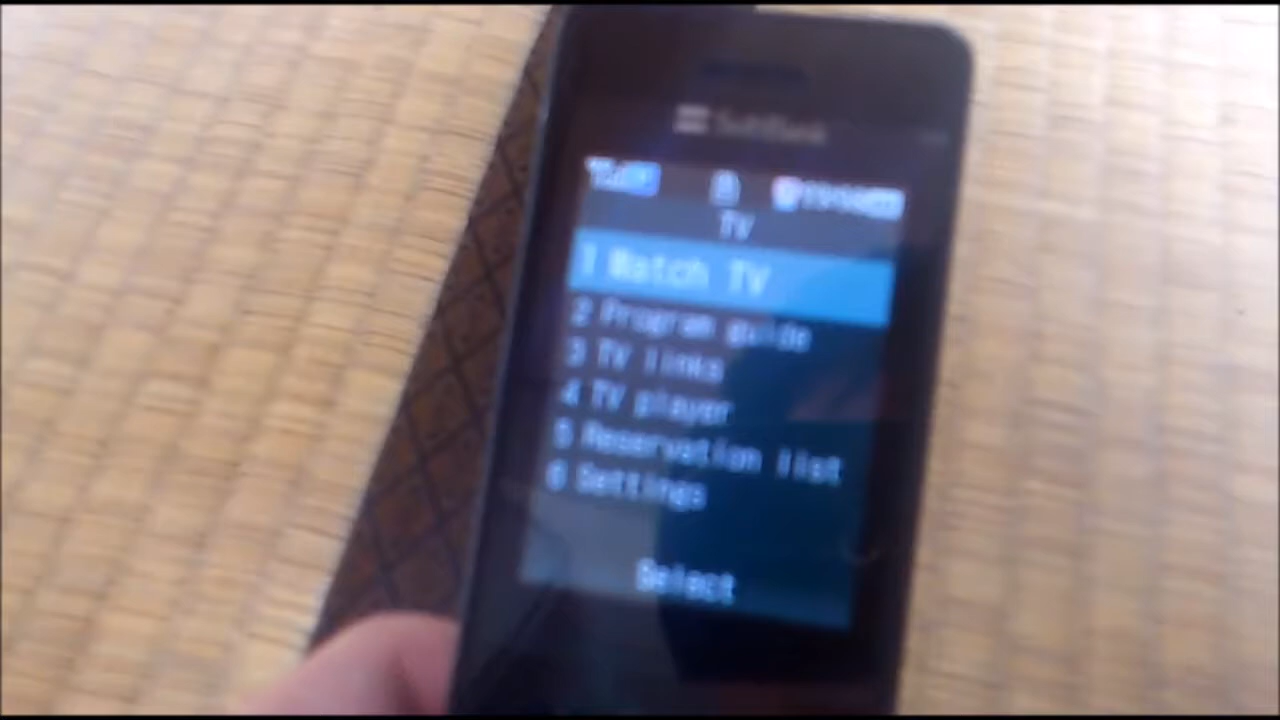 SoftBank
TV
1 Watch TV
2 Program guide
3 TV links
4 TV player
5 Reservation list
6 Settings
Select